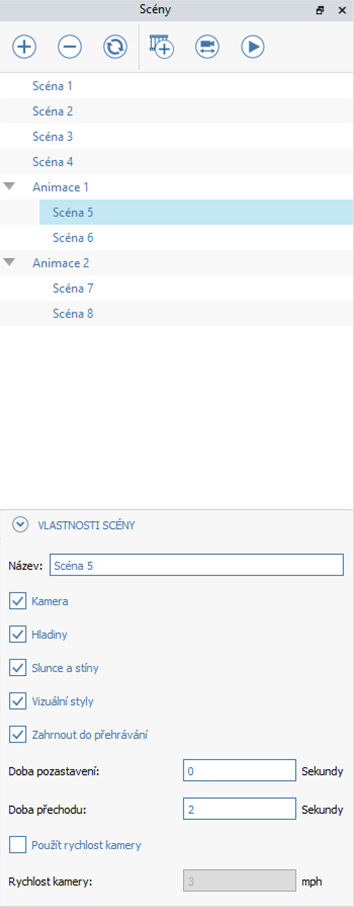 Scény
Scéna 1
Scéna 2
Scéna 3
Scéna 4
Animace 1
Scéna 5
Scéna 6
Animace 2
Scéna 7
Scéna 8
VLASTNOSTI SCÉNY
Název: Scéna 5
Kamera
Hladiny
Slunce a stíny
Vizuální styly
Zahrnout do přehrávání
Doba pozastavení: 0 Sekundy
Doba přechodu: 2 Sekundy
Použít rychlost kamery
Rychlost kamery: 3 mph